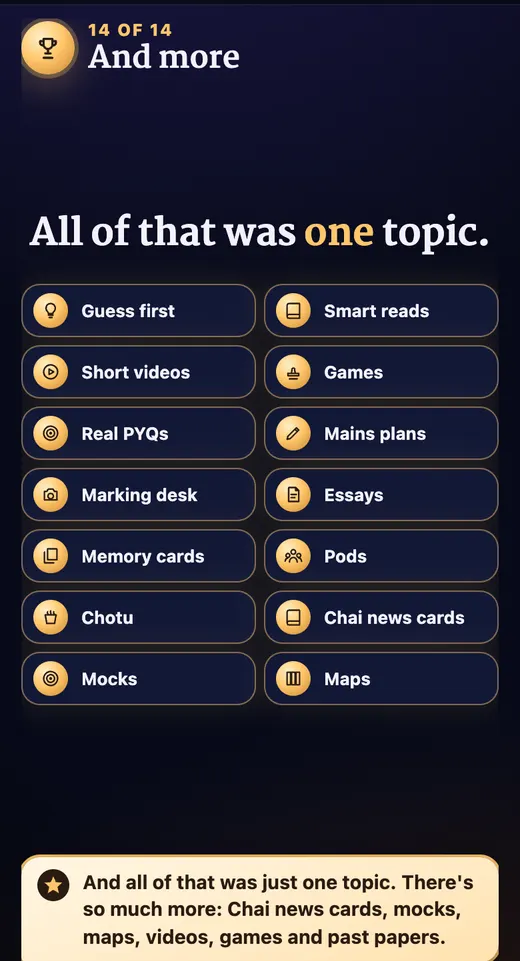 14 OF 14
And more
All of that was one topic.
Guess first
Smart reads
Short videos
Games
Real PYQs
Mains plans
Marking desk
Essays
Memory cards
Pods
Chotu
Chai news cards
Mocks
Maps
And all of that was just one topic. There's
so much more: Chai news cards, mocks,
maps, videos, games and past papers.